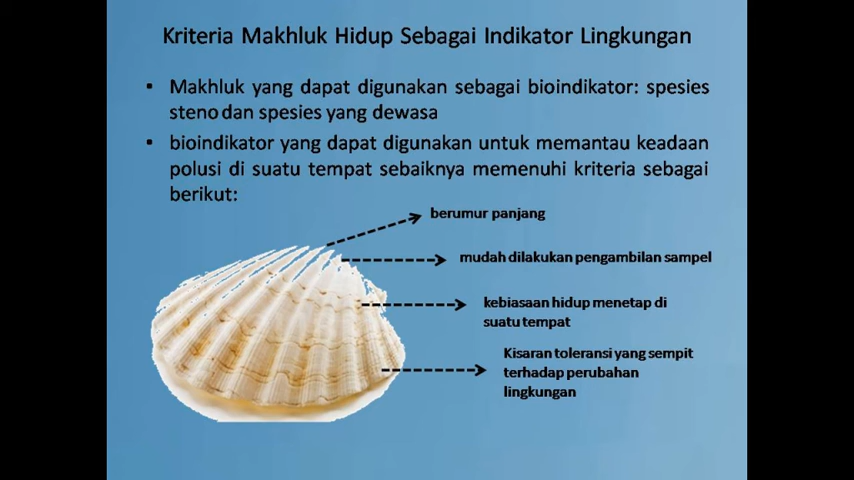 Kriteria Makhluk Hidup Sebagai Indikator Lingkungan
• Makhluk yang dapat digunakan sebagai bioindikator: spesies
steno dan spesies yang dewasa
• bioindikator yang dapat digunakan untuk memantau keadaan
polusi di suatu tempat sebaiknya memenuhi kriteria sebagai
berikut:
berumur panjang
mudah dilakukan pengambilan sampel
kebiasaan hidup menetap di
suatu tempat
Kisaran toleransi yang sempit
terhadap perubahan
lingkungan